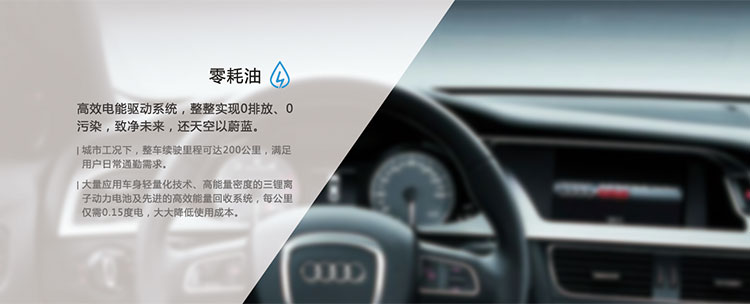 零耗油
高效电能驱动系统，整整实现0排放、0
污染，致净未来，还天空以蔚蓝。
城市工况下，整车续驶里程可达200公里，满足
用户日常通勤需求。
大量应用车身轻量化技术、高能量密度的三锂离
子动力电池及先进的高效能量回收系统，每公里
仅需0.15度电，大大降低使用成本。